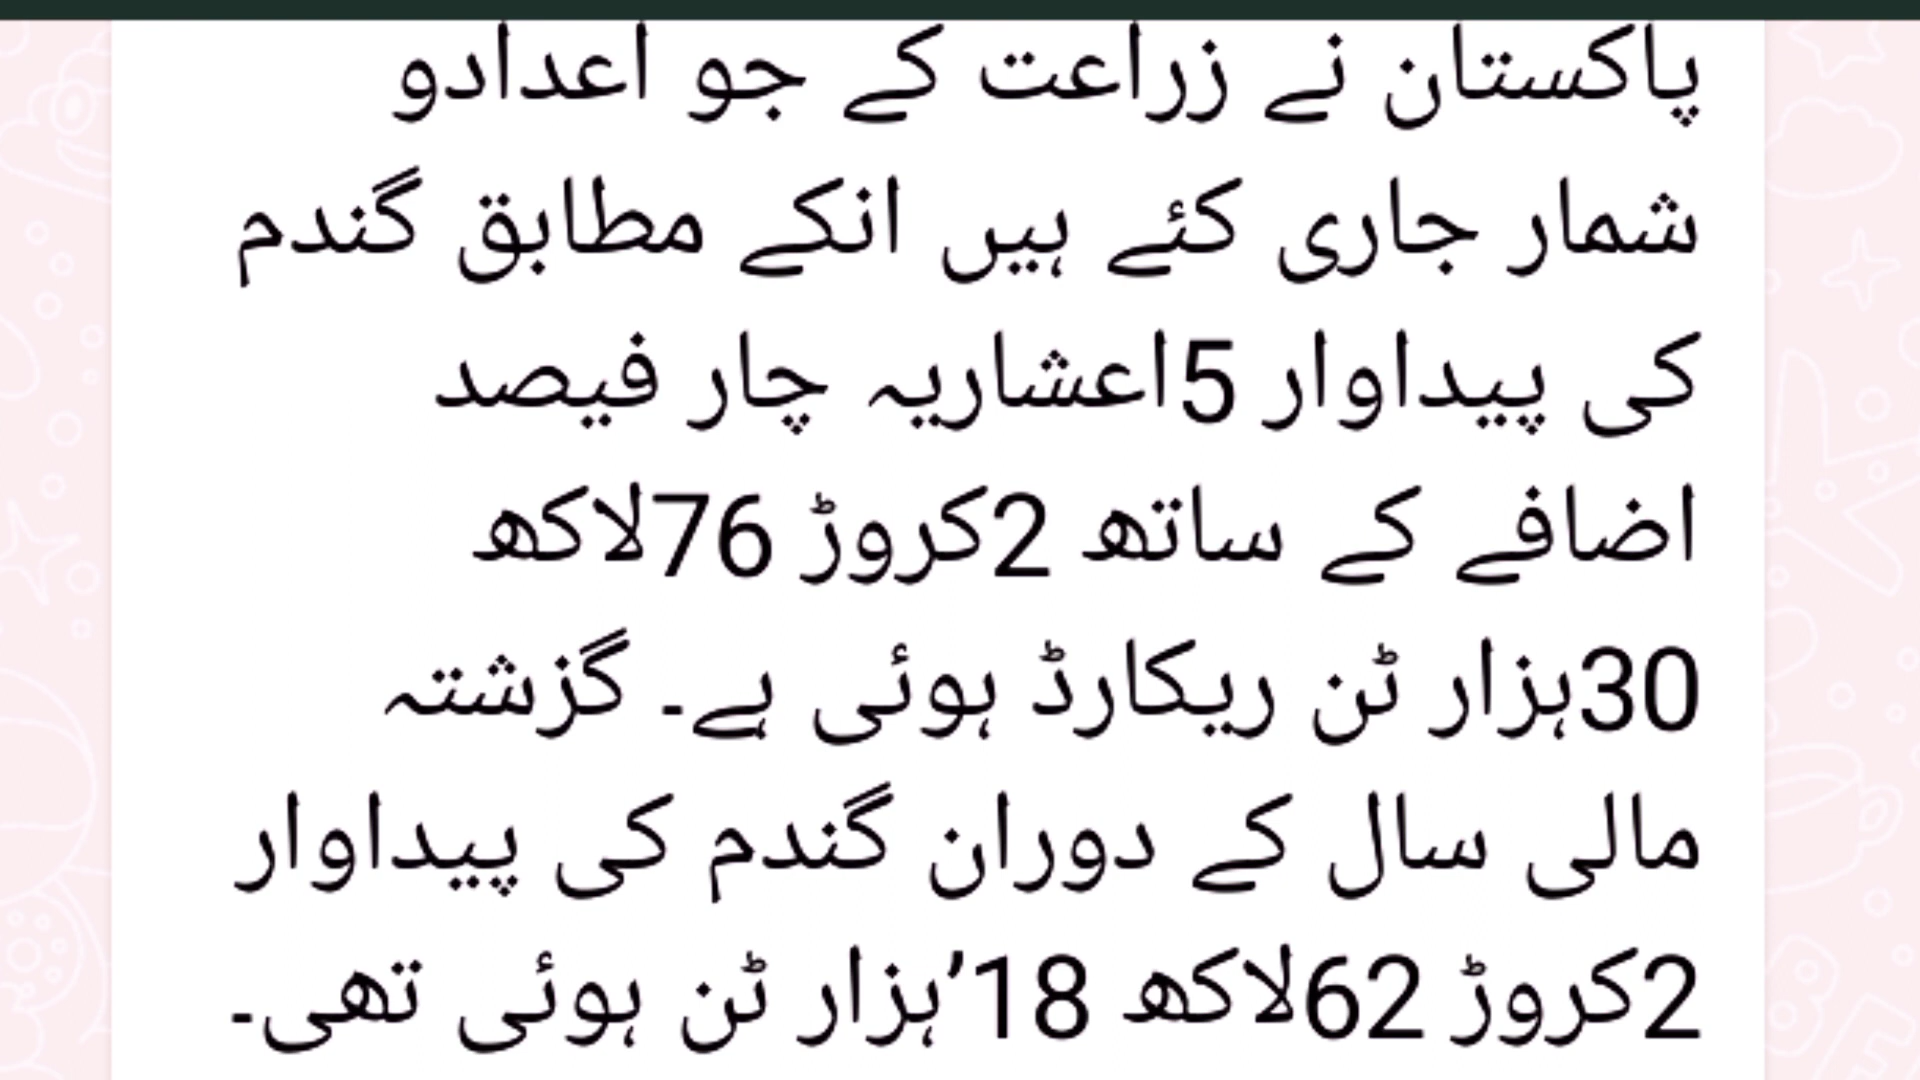 پاکستان نے زراعت کے جو اعدادو
شمار جاری کئے ہیں انکے مطابق گندم
کی پیداوار 5اعشاریہ چار فیصد
اضافے کے ساتھ 2کروڑ 76لاکھ
30ہزار ٹن ریکارڈ ہوئی ہے۔ گزشتہ
مالی سال کے دوران گندم کی پیداوار
2کروڑ 62لاکھ 18’ہزار ٹن ہوئی تھی۔